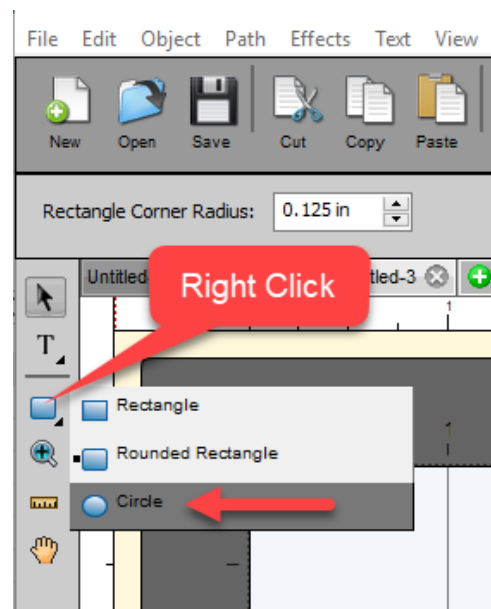 File Edit Object Path Effects Text View
New Open Save Cut Copy Paste
Rectangle Corner Radius: 0.125 in
Untitled tled-3
Right Click
1
T
Rectangle
Rounded Rectangle
1
Circle